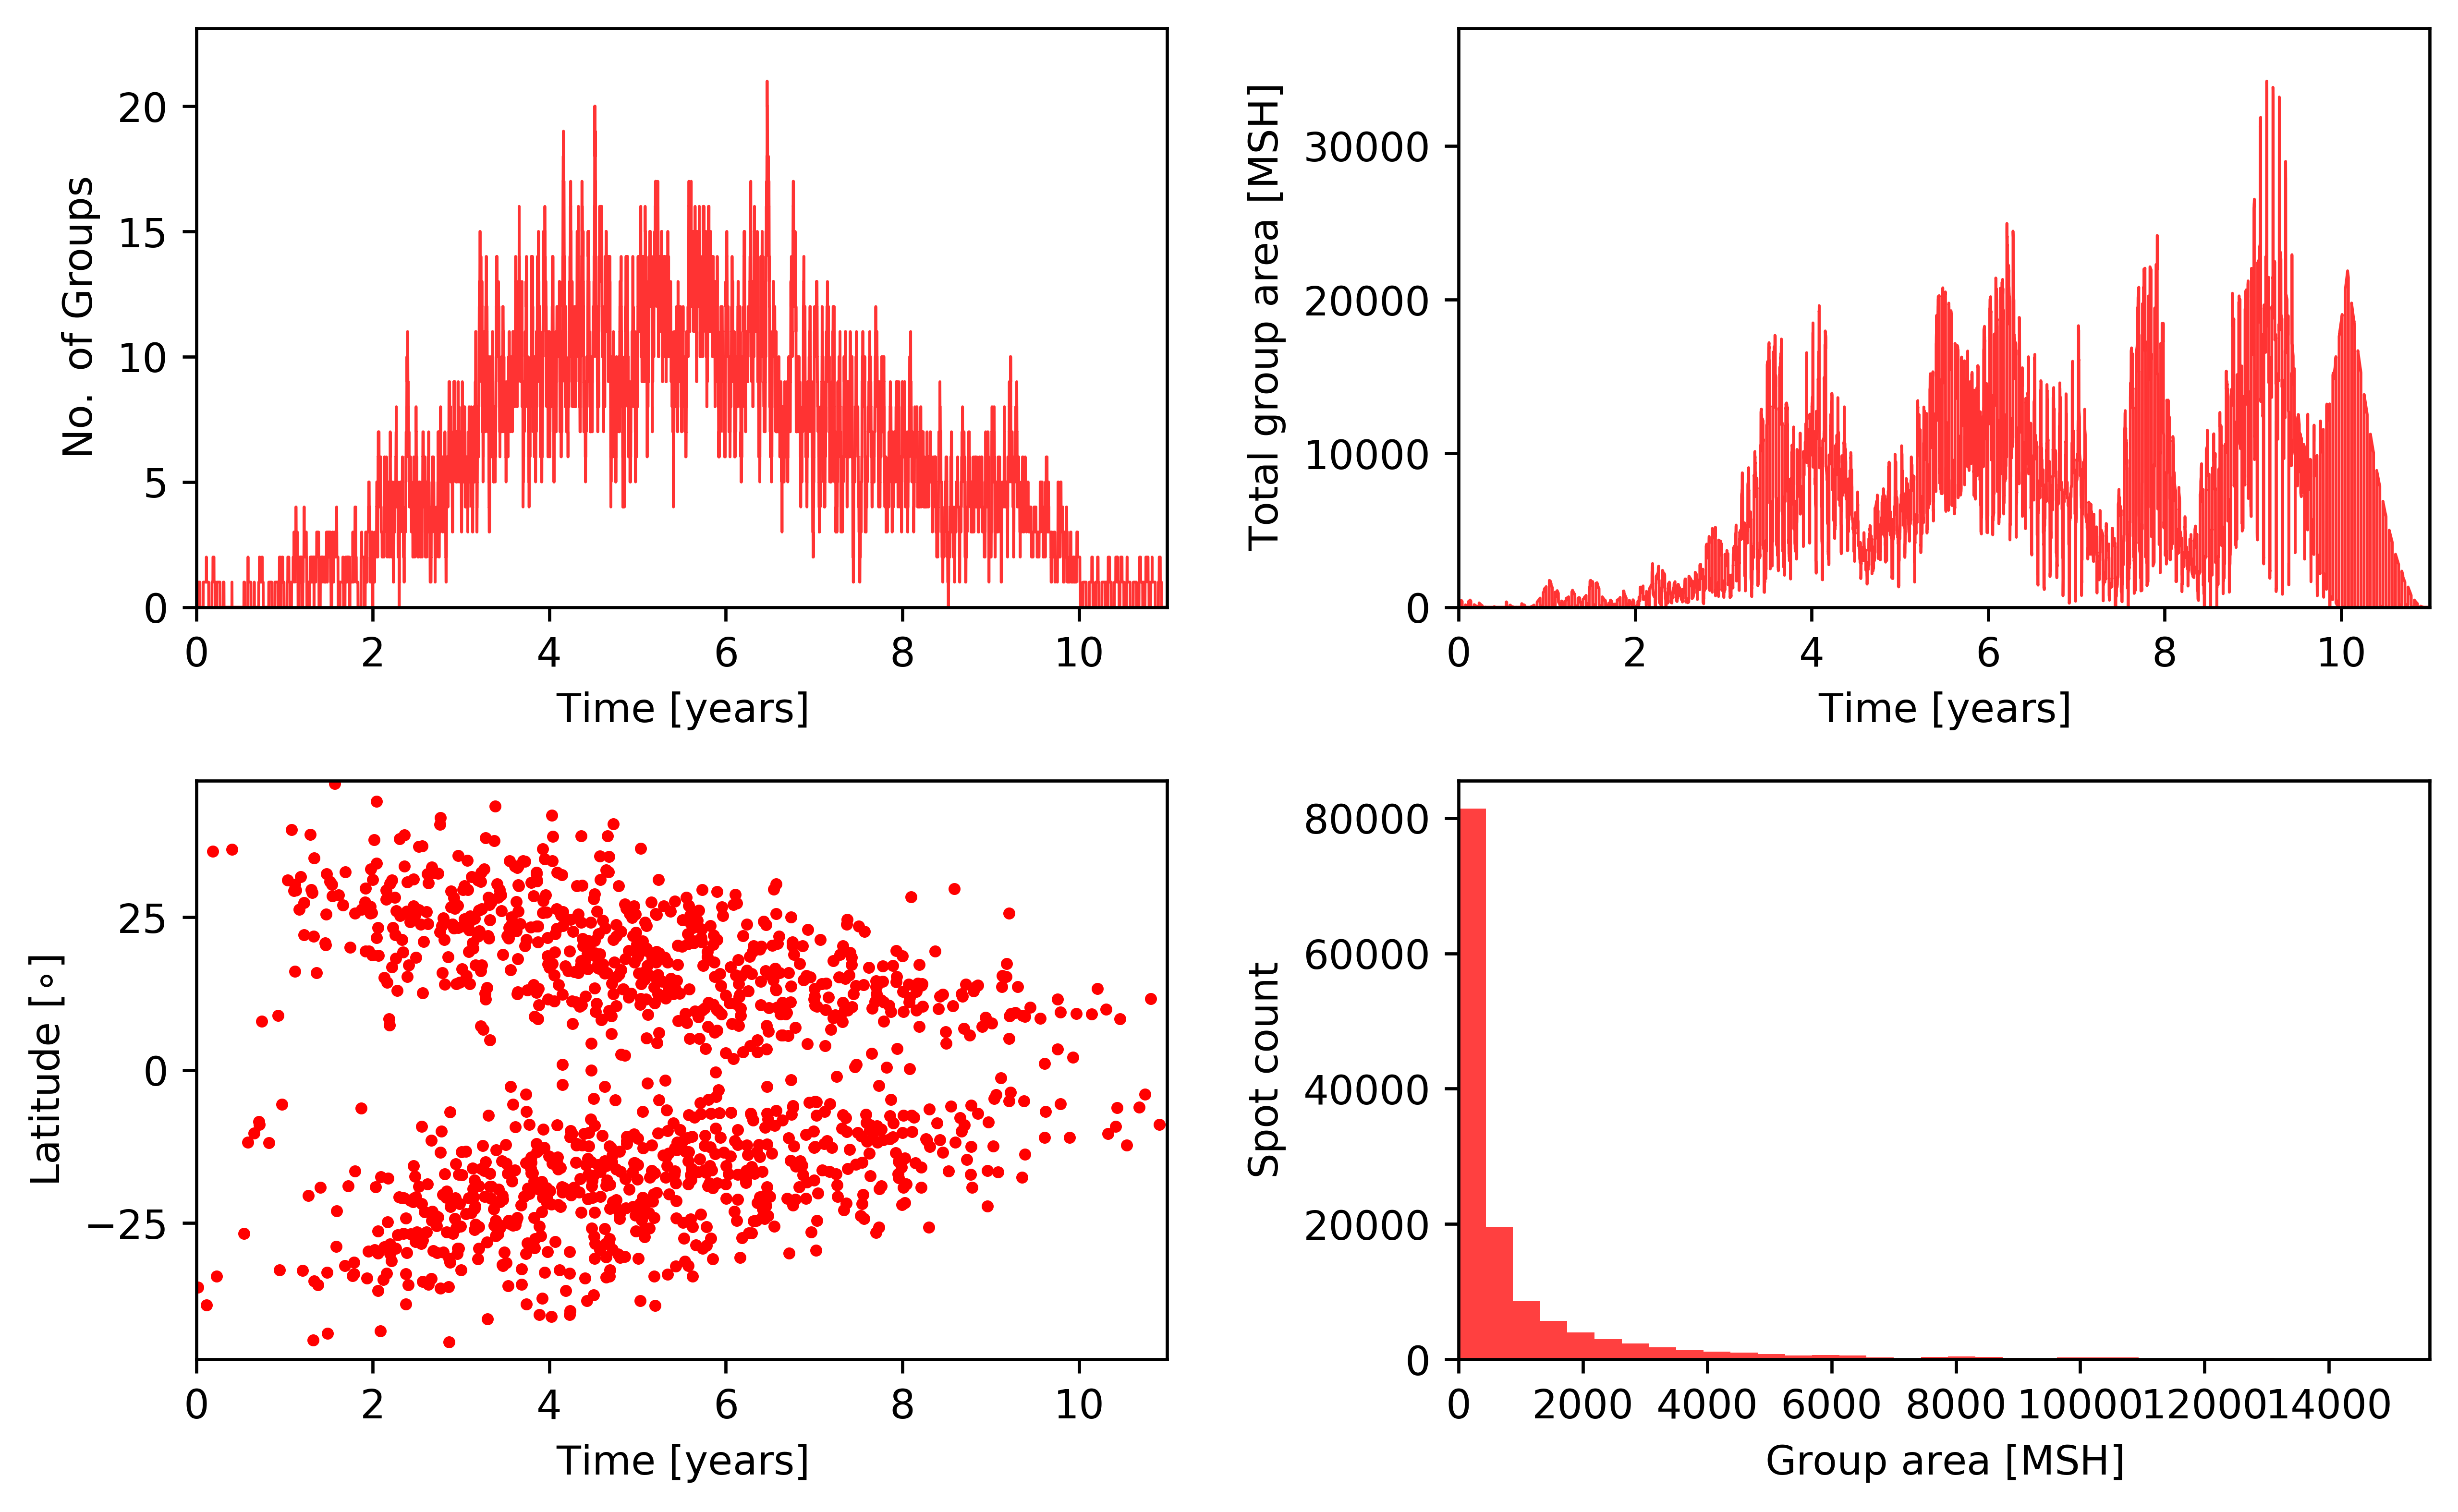 20
15
10
5
0
No. of Groups
0 2 4 6 8 10
Time [years]
30000
20000
10000
0
Total group area [MSH]
0 2 4 6 8 10
Time [years]
25
0
−25
Latitude [∘]
0 2 4 6 8 10
Time [years]
80000
60000
40000
20000
0
Spot count
0 2000 4000 6000 8000 10000 12000 14000
Group area [MSH]